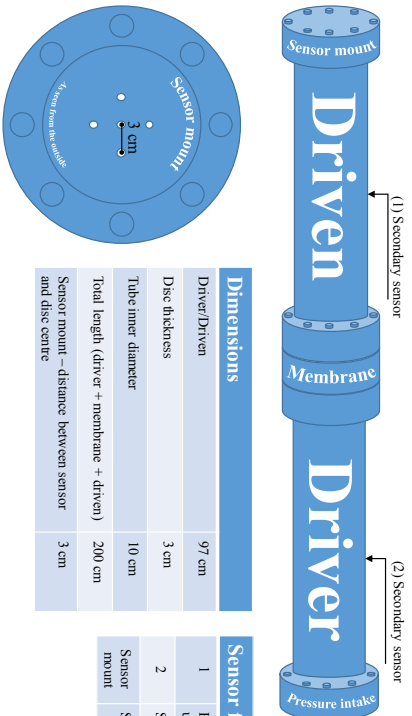 (1) Secondary sensor
(2) Secondary sensor
Sensor mount
Driven
Membrane
Driver
Pressure intake
Sensor mount
3 cm
As seen from the outside
Dimensions
Driver/Driven 97 cm
Disc thickness 3 cm
Tube inner diameter 10 cm
Total length (driver + membrane + driven) 200 cm
Sensor mount – distance between sensor
and disc centre 3 cm
Sensor
1
2
Sensor
mount